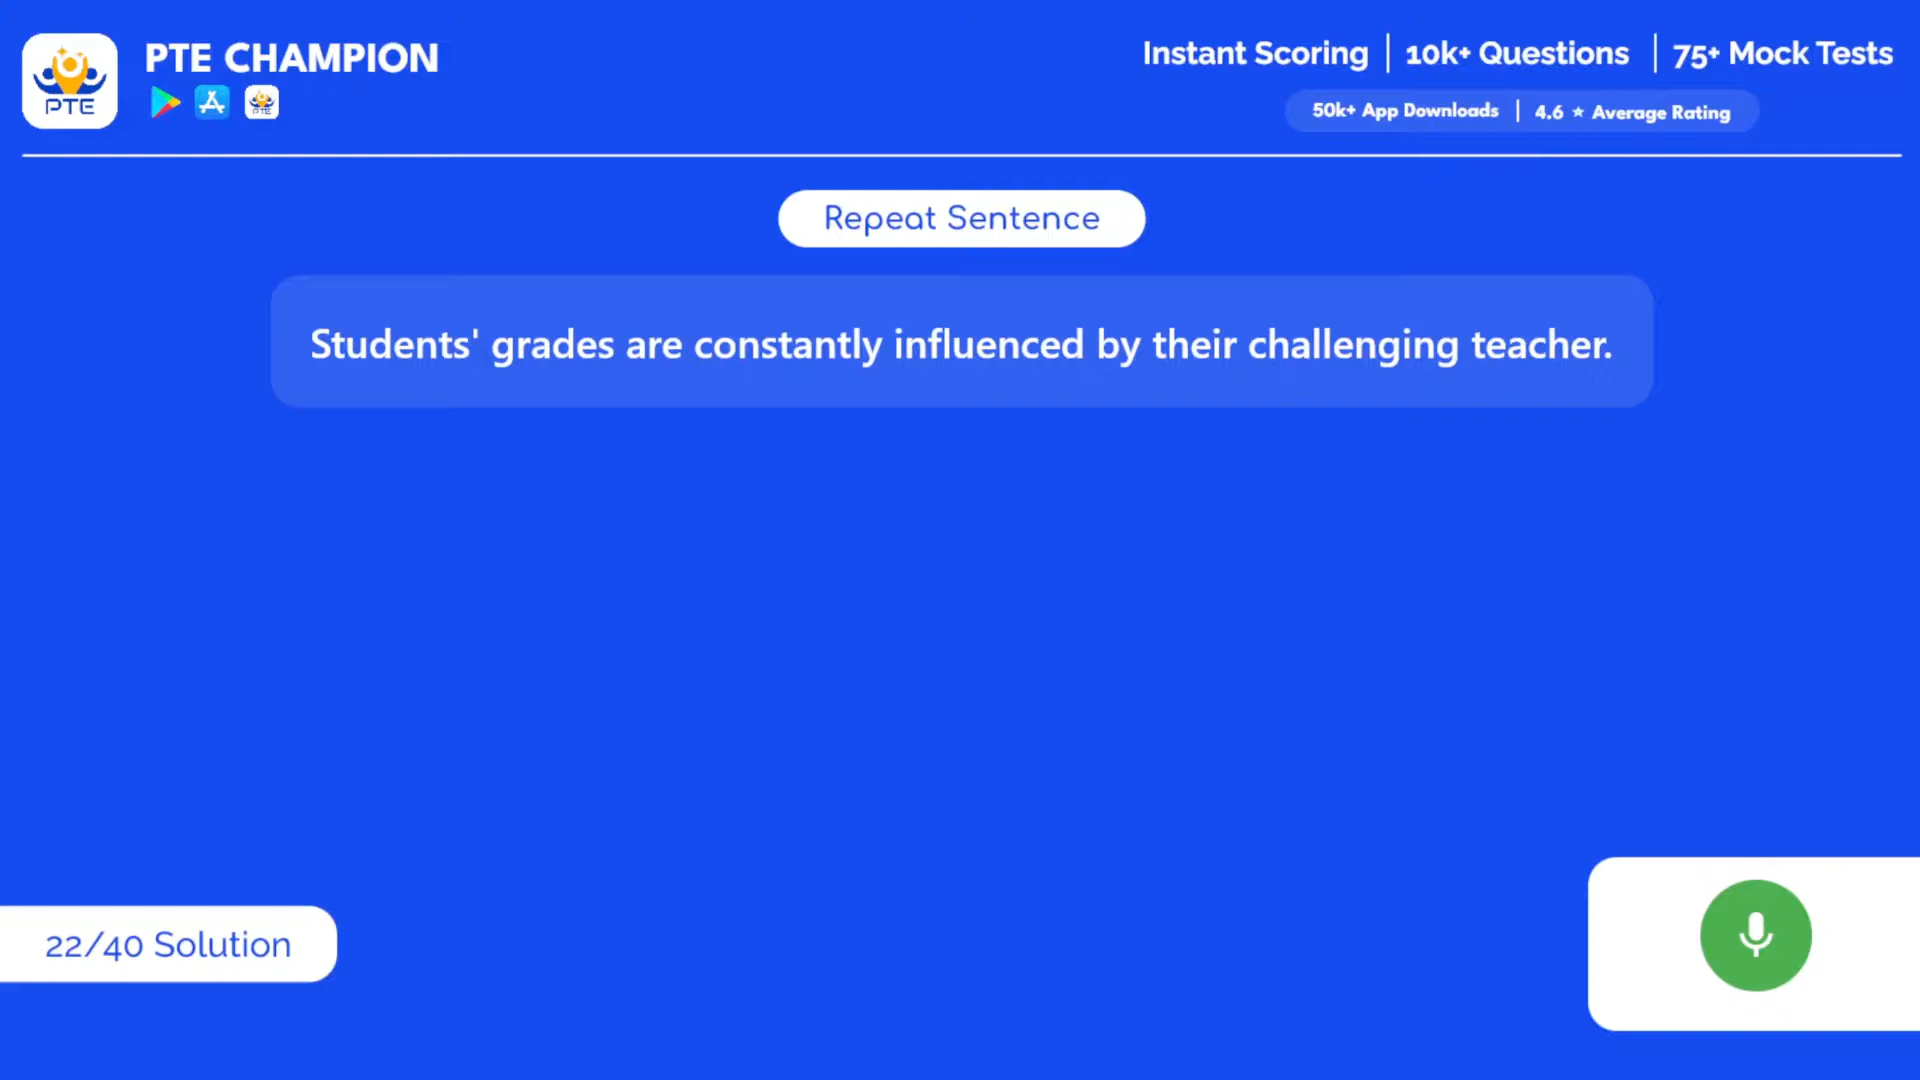 PTE CHAMPION
PTE
PTE
Instant Scoring | 10k+ Questions | 75+ Mock Tests
50k+ App Downloads | 4.6 ★ Average Rating
Repeat Sentence
Students' grades are constantly influenced by their challenging teacher.
22/40 Solution